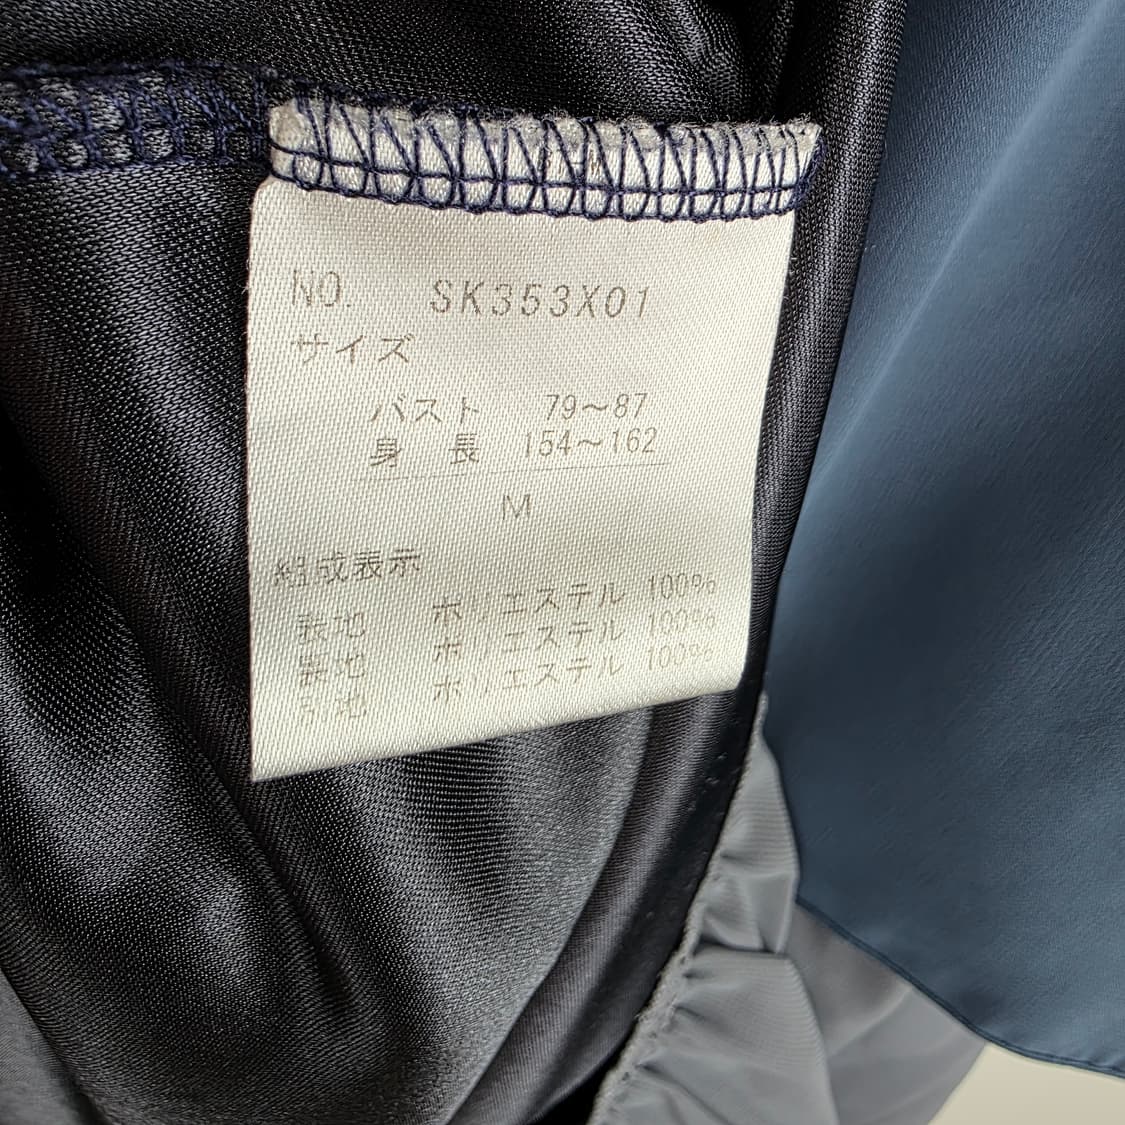 NO. SK353X01
サイズ
バスト 79～87
身 長 154～162
M
組成表示
表地 ポリエステル 100%
裏地 ポリエステル 100%
別地 ポリエステル 100%